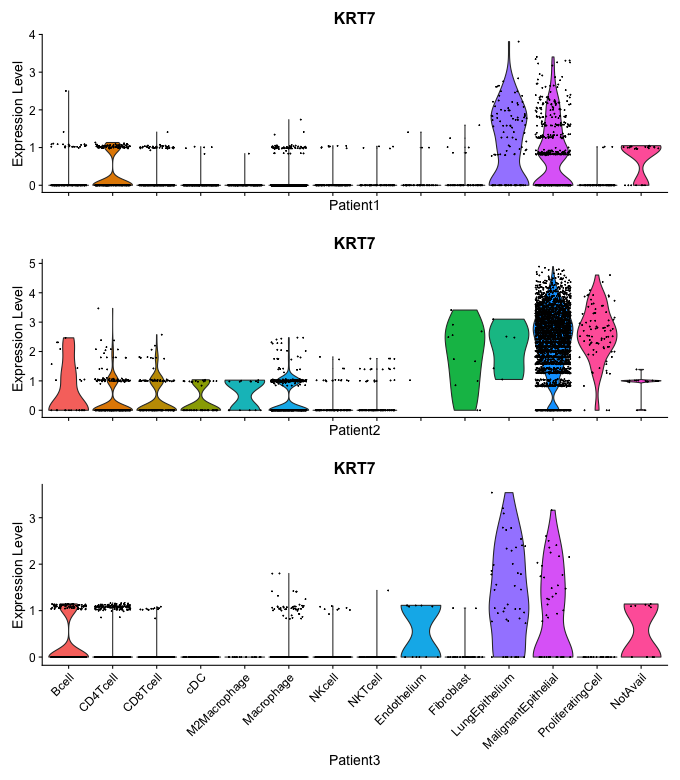 KRT7
Expression Level
4
3
2
1
0
Patient1
KRT7
Expression Level
5
4
3
2
1
0
Patient2
KRT7
Expression Level
3
2
1
0
Bcell
CD4Tcell
CD8Tcell
cDC
M2Macrophage
Macrophage
NKcell
NKTcell
Endothelium
Fibroblast
LungEpithelium
MalignantEpithelial
ProliferatingCell
NotAvail
Patient3